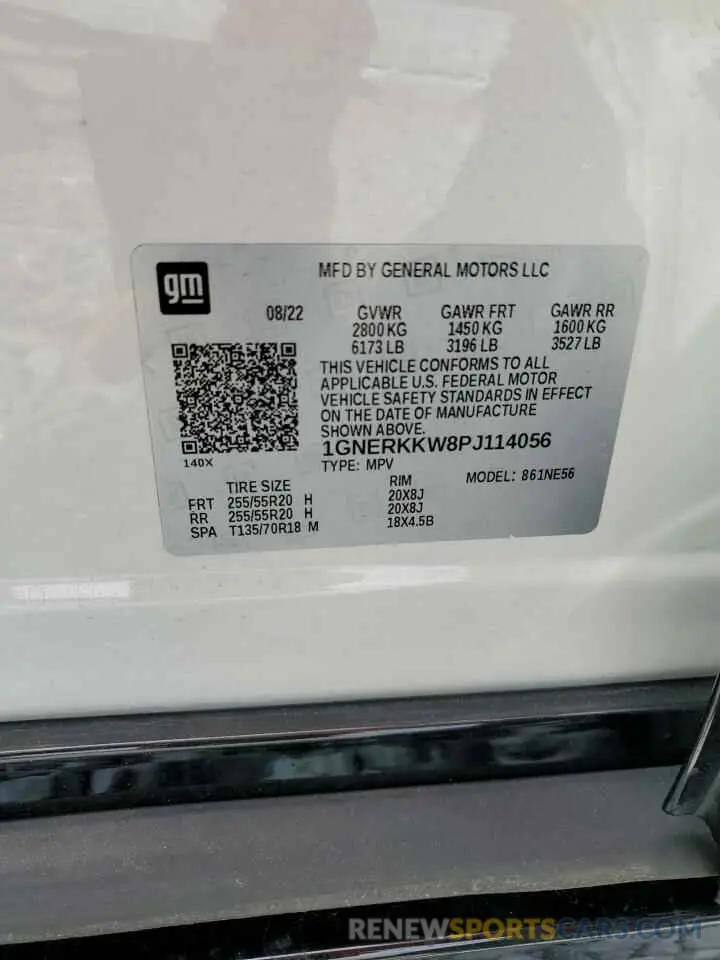 gm
MFD BY GENERAL MOTORS LLC
08/22 GVWR GAWR FRT GAWR RR
2800 KG 1450 KG 1600 KG
6173 LB 3196 LB 3527 LB
THIS VEHICLE CONFORMS TO ALL
APPLICABLE U.S. FEDERAL MOTOR
VEHICLE SAFETY STANDARDS IN EFFECT
ON THE DATE OF MANUFACTURE
SHOWN ABOVE.
1GNERKKW8PJ114056
140X
TYPE: MPV MODEL: 861NE56
TIRE SIZE RIM
FRT 255/55R20 H 20X8J
RR 255/55R20 H 20X8J
SPA T135/70R18 M 18X4.5B
RENEWSPORTSCARS.COM